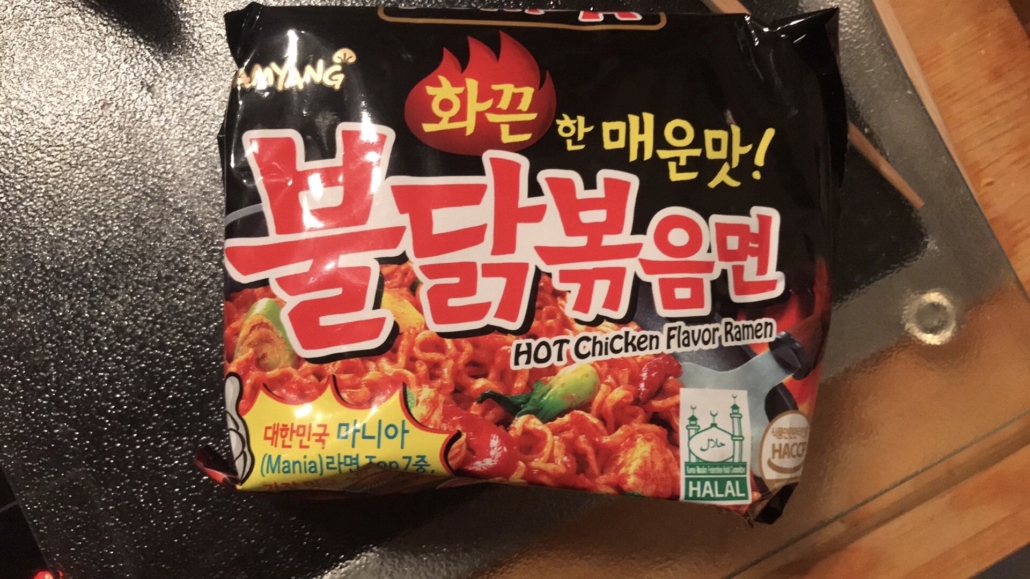 화끈한 매운맛!
불닭볶음면
HOT Chicken Flavor Ramen
대한민국 마니아
(Mania)라면 Top 7중,
حلال
HALAL
HACCP